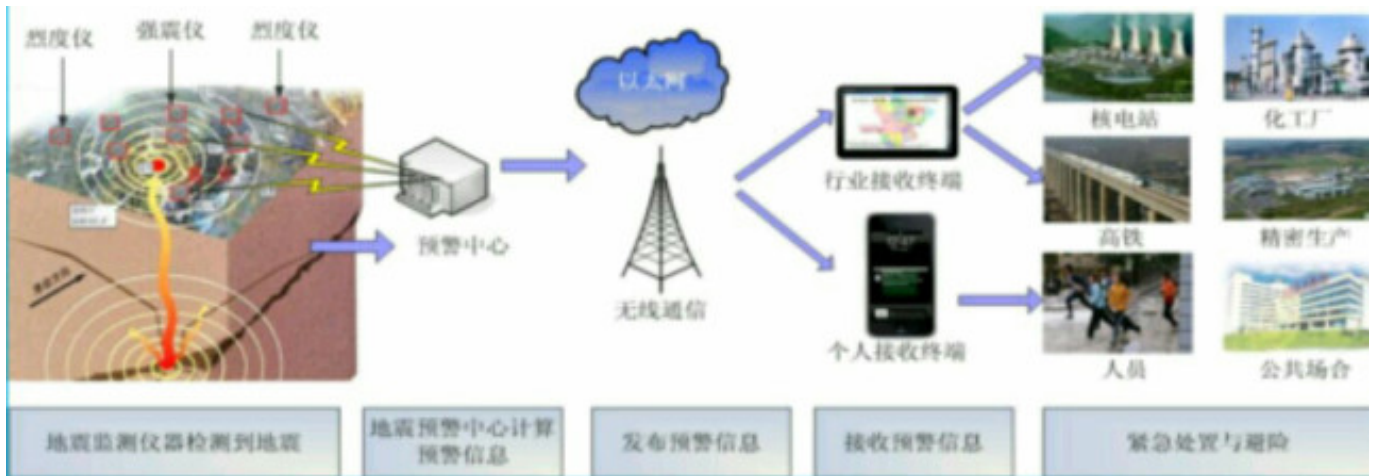 烈度仪
强震仪
烈度仪
以太网
核电站
化工厂
行业接收终端
预警中心
高铁
精密生产
无线通信
个人接收终端
人员
公共场合
地震监测仪器检测到地震
地震预警中心计算
预警信息
发布预警信息
接收预警信息
紧急处置与避险